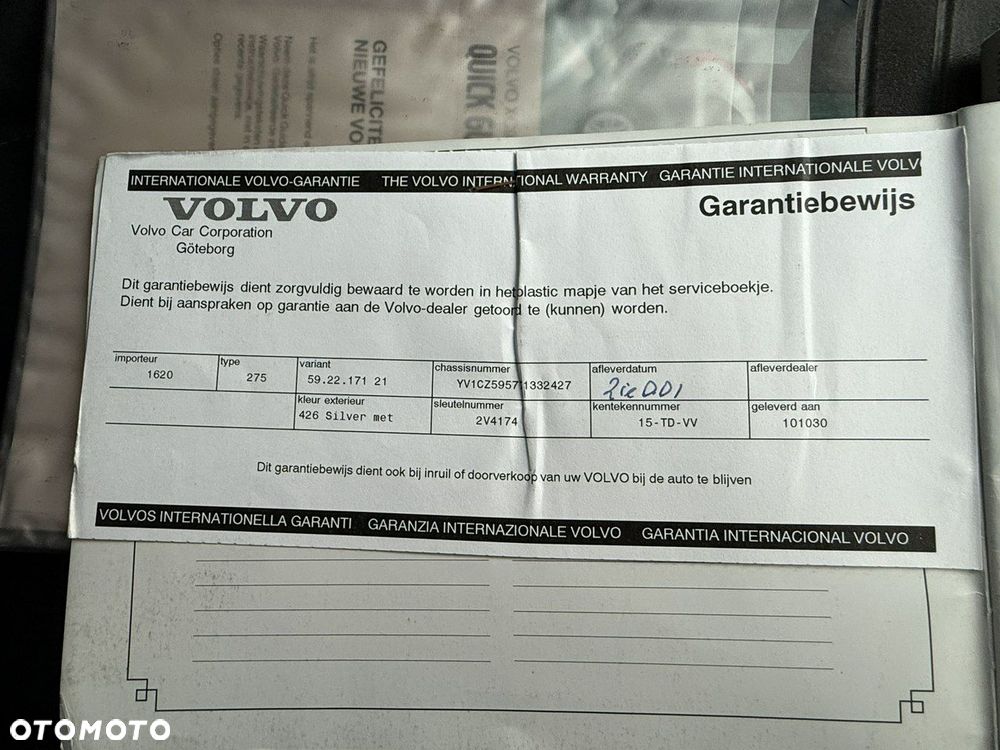 VOLVO X
QUICK G
GEFELICITE
NIEUWE VO
INTERNATIONALE VOLVO-GARANTIE THE VOLVO INTERNATIONAL WARRANTY GARANTIE INTERNATIONALE VOLV
VOLVO
Garantiebewijs
Volvo Car Corporation
Göteborg
Dit garantiebewijs dient zorgvuldig bewaard te worden in het plastic mapje van het serviceboekje.
Dient bij aanspraken op garantie aan de Volvo-dealer getoord te (kunnen) worden.
importeur type variant chassisnummer afleverdatum afleverdealer
1620 275 59.22.171 21 YV1CZ595711332427
kleur exterieur sleutelnummer kentekennummer geleverd aan
426 Silver met 2V4174 15-TD-VV 101030
Dit garantiebewijs dient ook bij inruil of doorverkoop van uw VOLVO bij de auto te blijven
VOLVOS INTERNATIONELLA GARANTI GARANZIA INTERNAZIONALE VOLVO GARANTIA INTERNACIONAL VOLVO
OTOMOTO